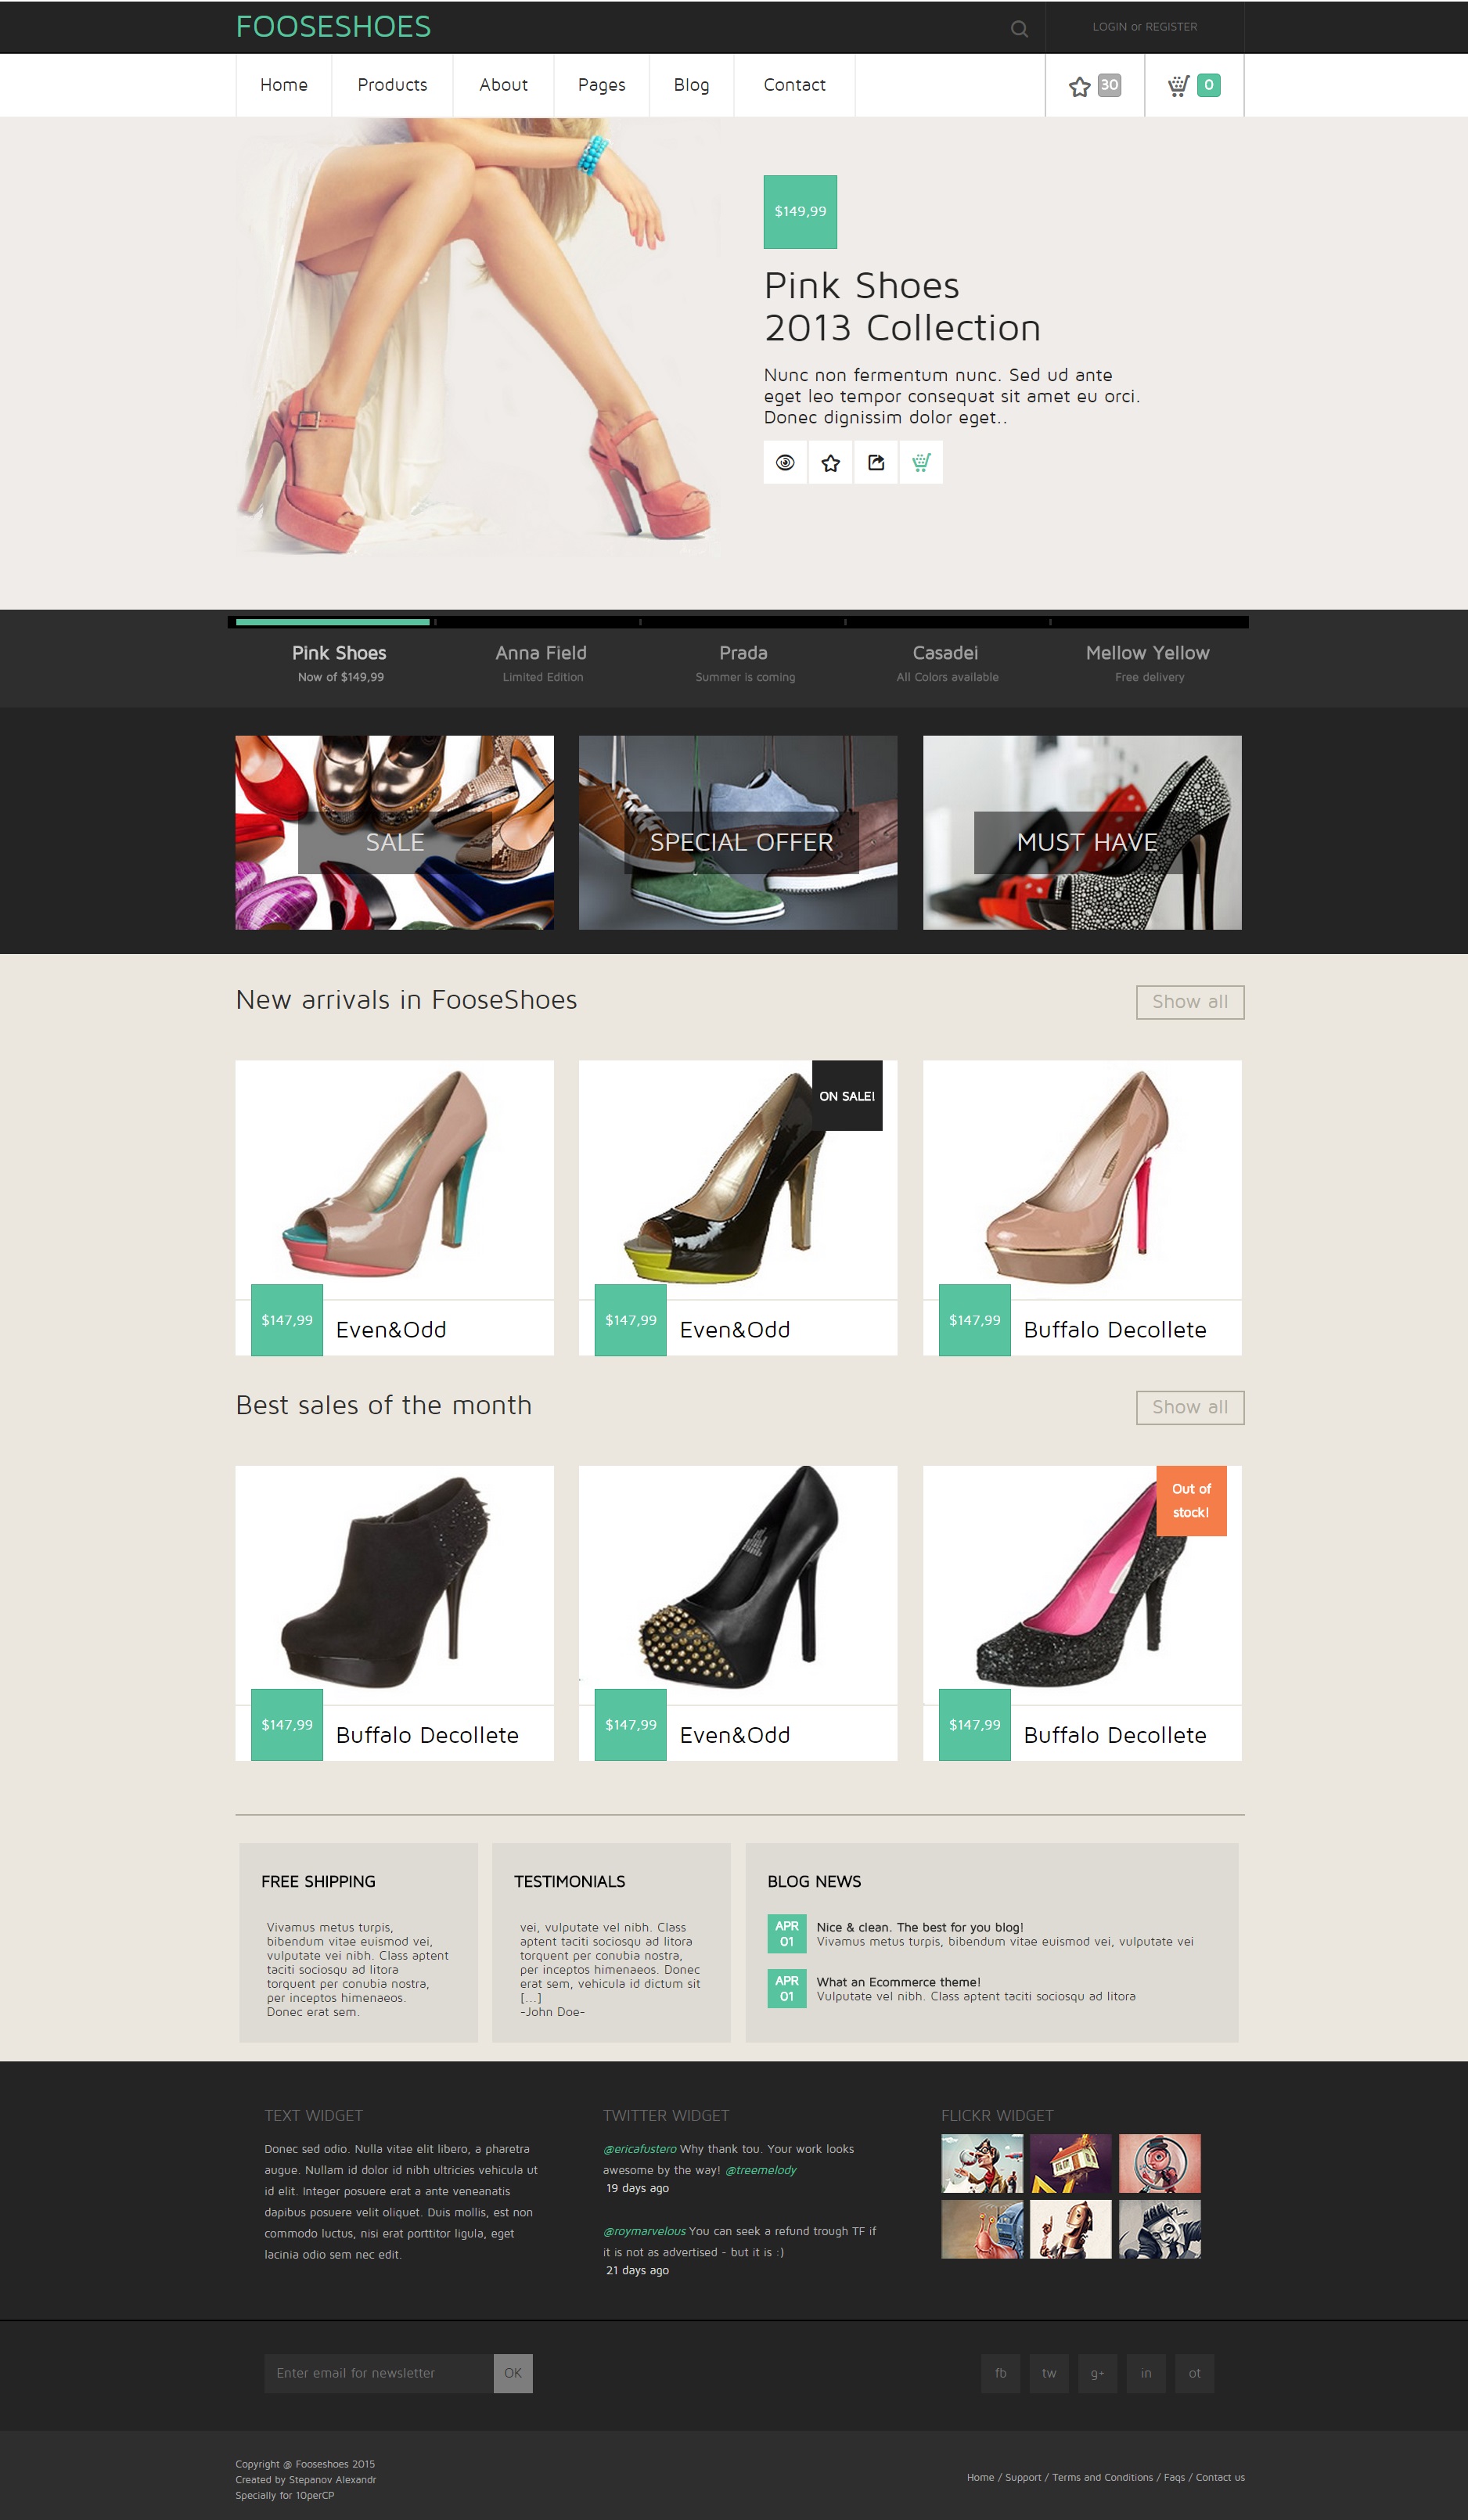 FOOSESHOES
LOGIN or REGISTER
Home
Products
About
Pages
Blog
Contact
30
0
$149,99
Pink Shoes
2013 Collection
Nunc non fermentum nunc. Sed ud ante
eget leo tempor consequat sit amet eu orci.
Donec dignissim dolor eget..
Pink Shoes
Now of $149,99
Anna Field
Limited Edition
Prada
Summer is coming
Casadei
All Colors available
Mellow Yellow
Free delivery
SALE
SPECIAL OFFER
MUST HAVE
New arrivals in FooseShoes
Show all
ON SALE!
$147,99
Even&Odd
$147,99
Even&Odd
$147,99
Buffalo Decollete
Best sales of the month
Show all
Out of
stock!
$147,99
Buffalo Decollete
$147,99
Even&Odd
$147,99
Buffalo Decollete
FREE SHIPPING
Vivamus metus turpis,
bibendum vitae euismod vei,
vulputate vei nibh. Class aptent
taciti sociosqu ad litora
torquent per conubia nostra,
per inceptos himenaeos.
Donec erat sem.
TESTIMONIALS
vei, vulputate vel nibh. Class
aptent taciti sociosqu ad litora
torquent per conubia nostra,
per inceptos himenaeos. Donec
erat sem, vehicula id dictum sit
[...]
-John Doe-
BLOG NEWS
APR
01
Nice & clean. The best for you blog!
Vivamus metus turpis, bibendum vitae euismod vei, vulputate vei
APR
01
What an Ecommerce theme!
Vulputate vel nibh. Class aptent taciti sociosqu ad litora
TEXT WIDGET
Donec sed odio. Nulla vitae elit libero, a pharetra
augue. Nullam id dolor id nibh ultricies vehicula ut
id elit. Integer posuere erat a ante veneanatis
dapibus posuere velit oliquet. Duis mollis, est non
commodo luctus, nisi erat porttitor ligula, eget
lacinia odio sem nec edit.
TWITTER WIDGET
@ericafustero Why thank tou. Your work looks
awesome by the way! @treemelody
19 days ago
@roymarvelous You can seek a refund trough TF if
it is not as advertised - but it is :)
21 days ago
FLICKR WIDGET
Enter email for newsletter
OK
fb
tw
g+
in
ot
Copyright @ Fooseshoes 2015
Created by Stepanov Alexandr
Specially for 10perCP
Home / Support / Terms and Conditions / Faqs / Contact us